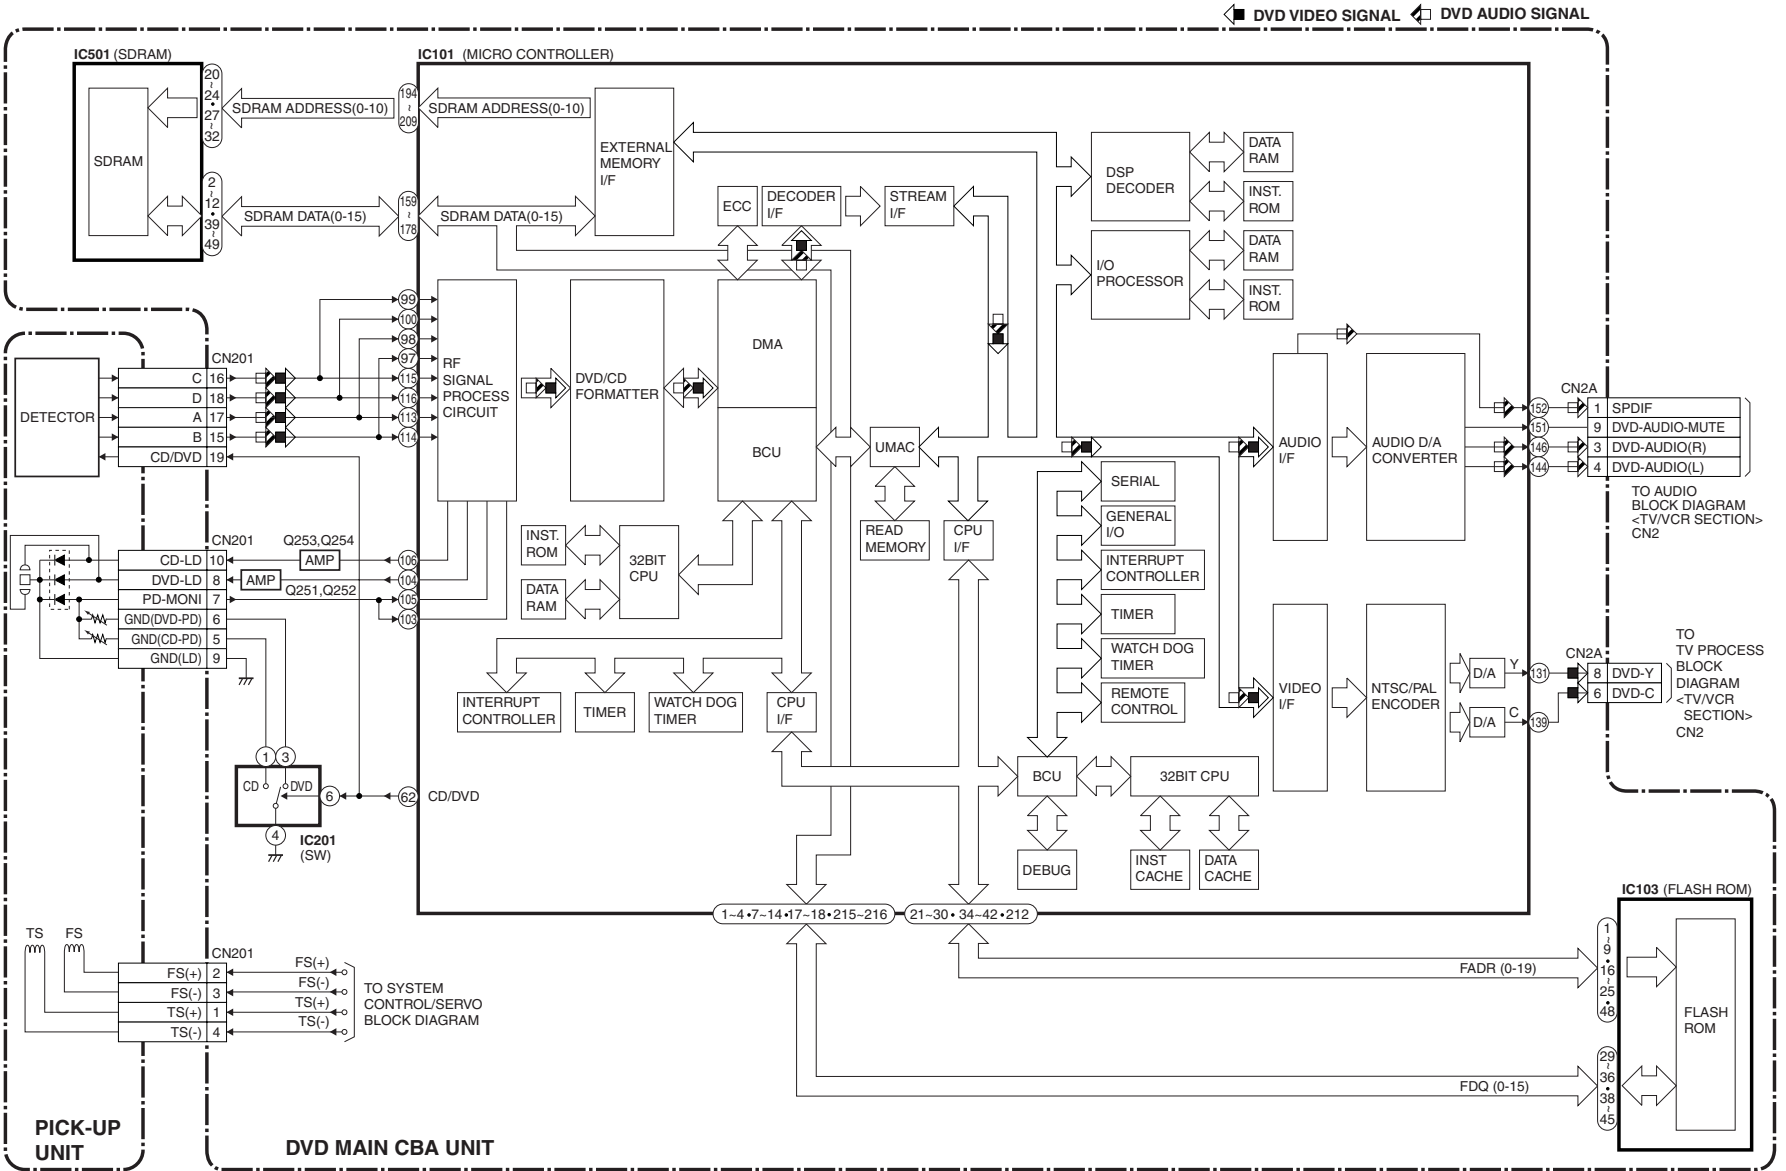 DVD VIDEO SIGNAL
DVD AUDIO SIGNAL
IC501 (SDRAM)
SDRAM
20
~
24
•
27
~
32
2
~
12
•
39
~
49
SDRAM ADDRESS(0-10)
SDRAM DATA(0-15)
194
~
209
159
~
178
IC101 (MICRO CONTROLLER)
SDRAM ADDRESS(0-10)
SDRAM DATA(0-15)
EXTERNAL
MEMORY
I/F
ECC
DECODER
I/F
STREAM
I/F
DSP
DECODER
DATA
RAM
INST.
ROM
I/O
PROCESSOR
DATA
RAM
INST.
ROM
DETECTOR
CN201
C 16
D 18
A 17
B 15
CD/DVD 19
99
100
98
97
115
116
113
114
RF
SIGNAL
PROCESS
CIRCUIT
DVD/CD
FORMATTER
DMA
BCU
UMAC
READ
MEMORY
CPU
I/F
INST.
ROM
DATA
RAM
32BIT
CPU
SERIAL
GENERAL
I/O
INTERRUPT
CONTROLLER
TIMER
WATCH DOG
TIMER
REMOTE
CONTROL
AUDIO
I/F
AUDIO D/A
CONVERTER
152
151
146
144
CN2A
1 SPDIF
9 DVD-AUDIO-MUTE
3 DVD-AUDIO(R)
4 DVD-AUDIO(L)
TO AUDIO
BLOCK DIAGRAM
<TV/VCR SECTION>
CN2
CN201
CD-LD 10
DVD-LD 8
PD-MONI 7
GND(DVD-PD) 6
GND(CD-PD) 5
GND(LD) 9
Q253,Q254
AMP
AMP
Q251,Q252
106
104
105
103
INTERRUPT
CONTROLLER
TIMER
WATCH DOG
TIMER
CPU
I/F
VIDEO
I/F
NTSC/PAL
ENCODER
D/A
Y
131
D/A
C
139
CN2A
8 DVD-Y
6 DVD-C
TO
TV PROCESS
BLOCK
DIAGRAM
<TV/VCR
SECTION>
CN2
1
3
CD
DVD
6
4
IC201
(SW)
62
CD/DVD
BCU
32BIT CPU
DEBUG
INST
CACHE
DATA
CACHE
1~4•7~14•17~18•215~216
21~30•34~42•212
IC103 (FLASH ROM)
1
~
9
•
16
~
25
•
48
FADR (0-19)
FLASH
ROM
29
~
36
•
38
~
45
FDQ (0-15)
TS
FS
CN201
FS(+) 2
FS(-) 3
TS(+) 1
TS(-) 4
FS(+)
FS(-)
TS(+)
TS(-)
TO SYSTEM
CONTROL/SERVO
BLOCK DIAGRAM
PICK-UP
UNIT
DVD MAIN CBA UNIT